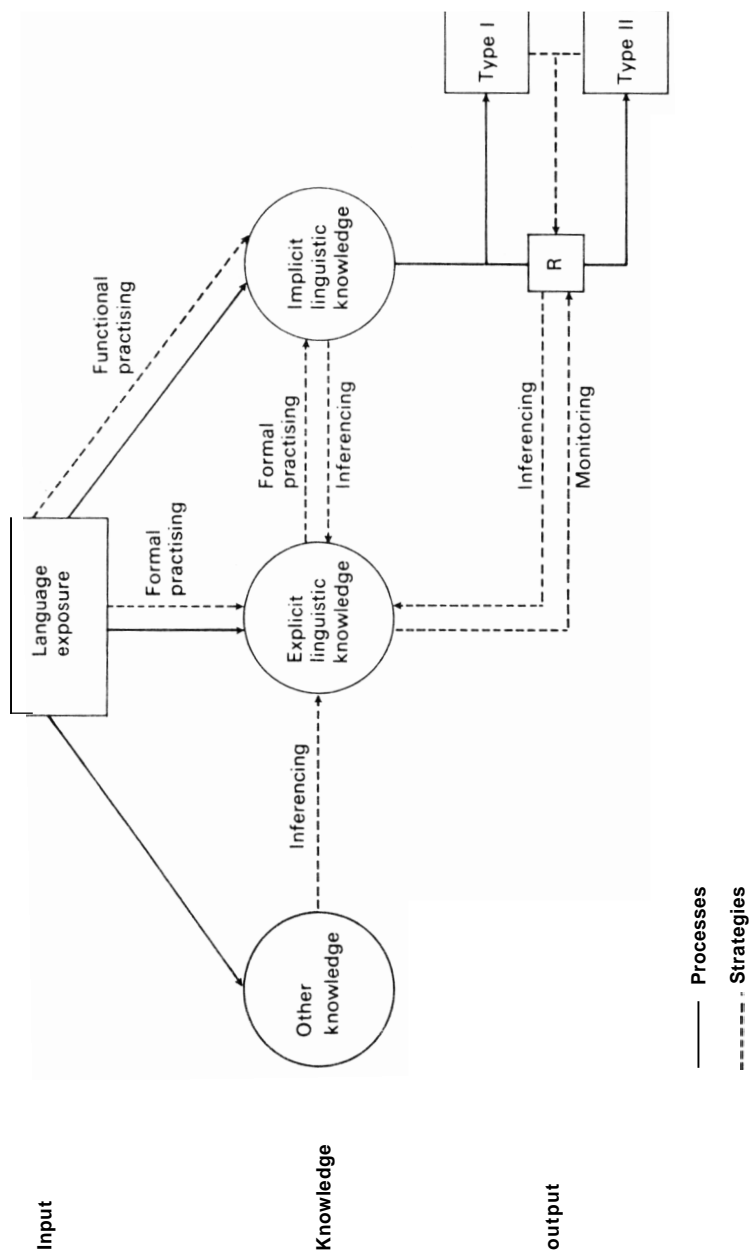 Input
Language
exposure
Functional
practising
Formal
practising
Knowledge
Other
knowledge
Inferencing
Explicit
linguistic
knowledge
Formal
practising
Inferencing
Implicit
linguistic
knowledge
output
Inferencing
Monitoring
R
Type I
Type II
Processes
Strategies